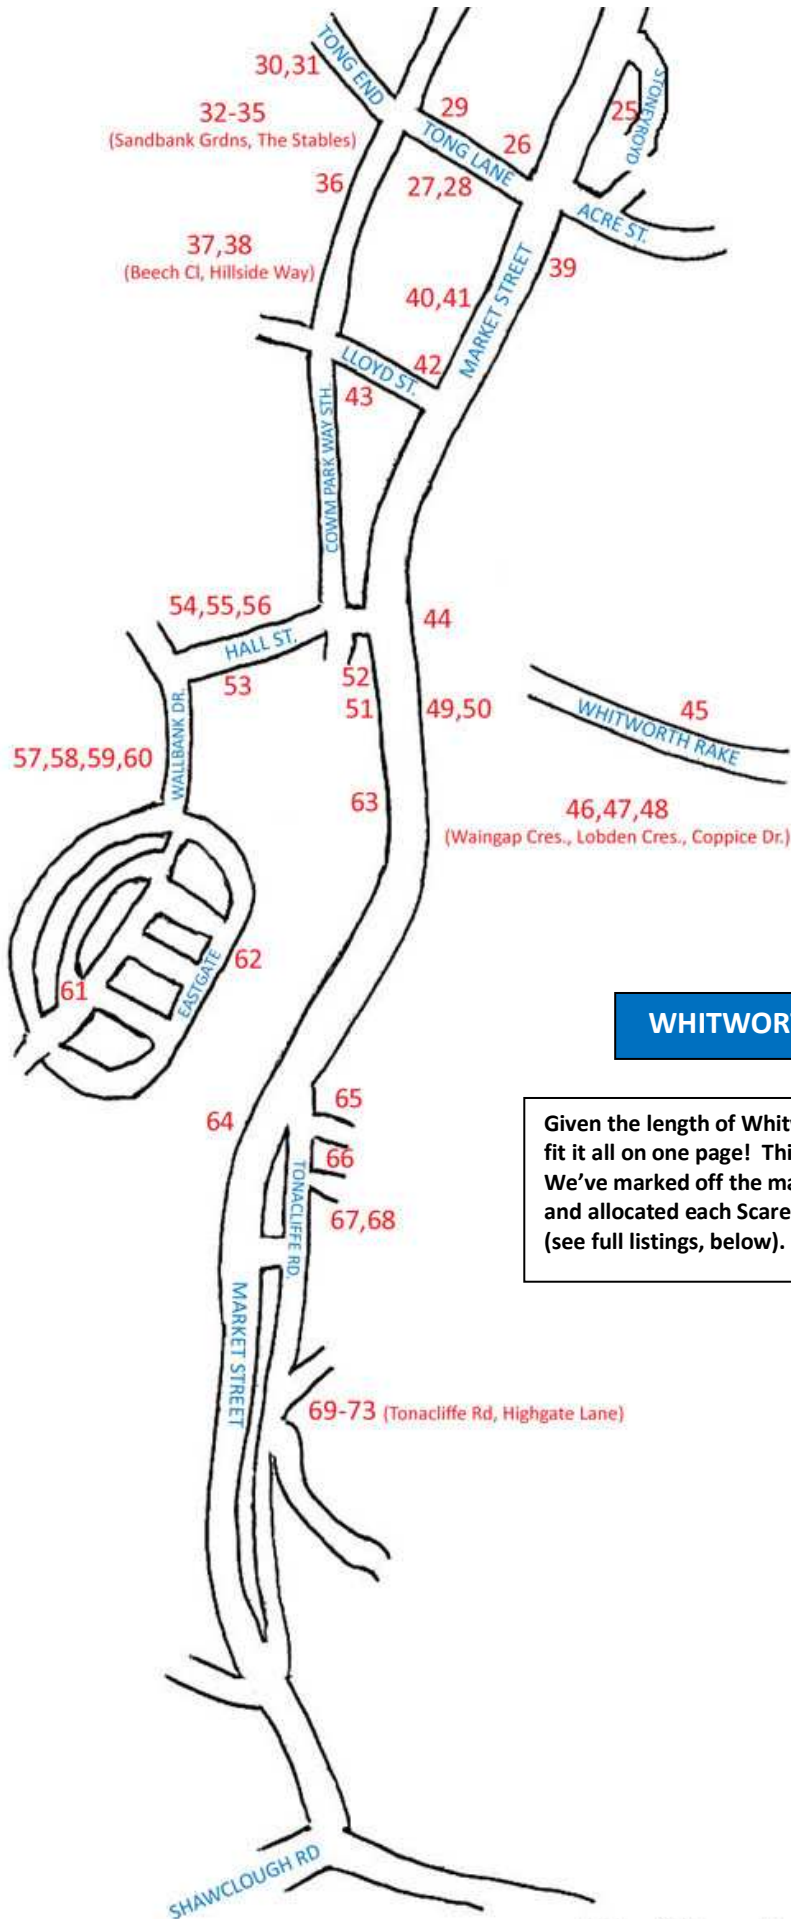 TONG END
30,31
STONEYROYD
32-35
(Sandbank Grdns, The Stables)
29
25
TONG LANE
26
36
27,28
ACRE ST.
37,38
(Beech Cl, Hillside Way)
39
40,41
MARKET STREET
LLOYD ST.
42
43
COWM PARK WAY STH.
54,55,56
44
HALL ST.
53
52
51
49,50
45
WHITWORTH RAKE
WALLBANK DR.
57,58,59,60
63
46,47,48
(Waingap Cres., Lobden Cres., Coppice Dr.)
62
61
EASTGATE
WHITWOR
64
65
66
67,68
TONACLIFFE RD.
Given the length of Whit
fit it all on one page! Thi
We've marked off the ma
and allocated each Scare
(see full listings, below).
MARKET STREET
69-73 (Tonacliffe Rd, Highgate Lane)
SHAWCLOUGH RD